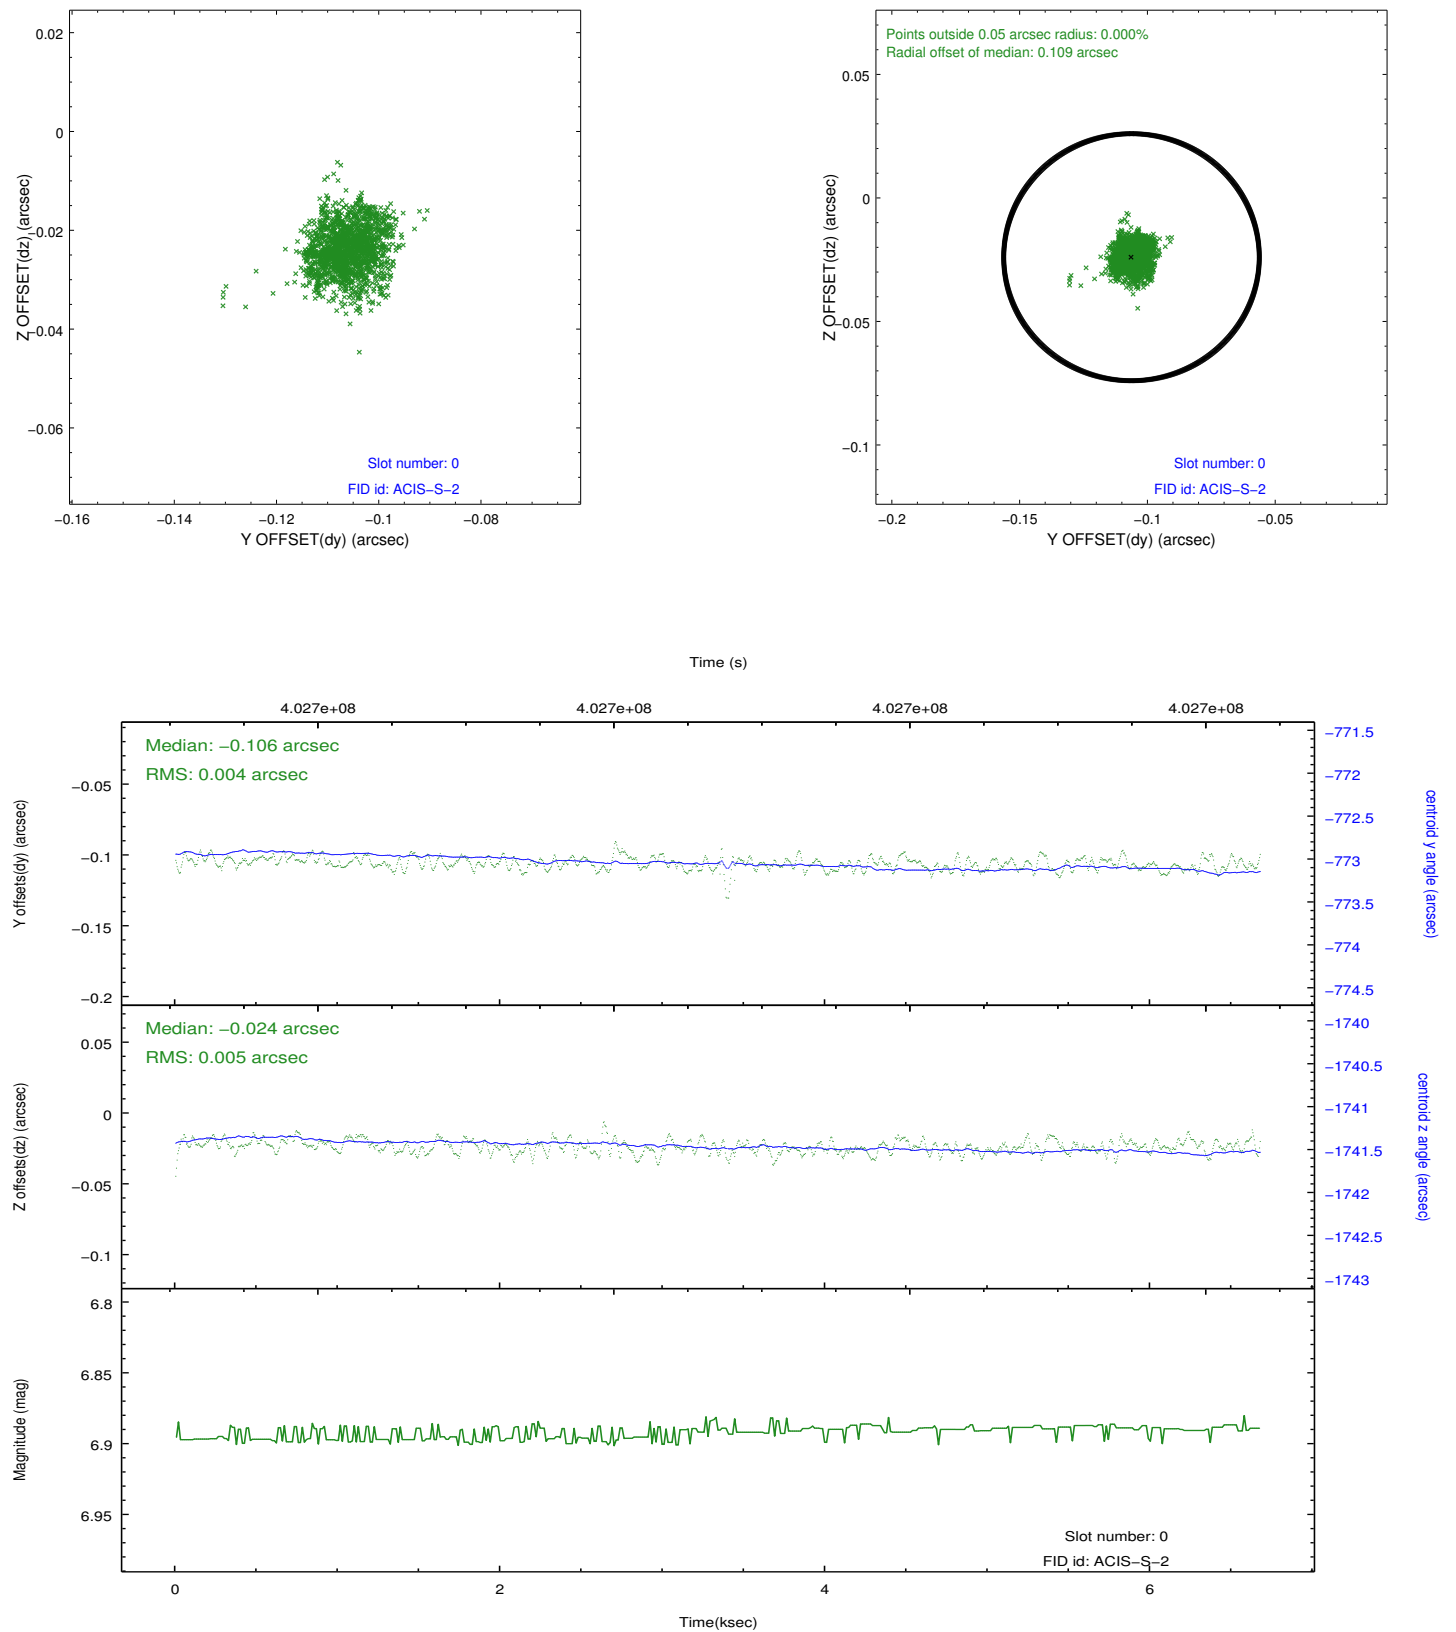 0.02
0
−0.02
−0.04
−0.06
Z OFFSET(dz) (arcsec)
Slot number: 0
FID id: ACIS−S−2
−0.16
−0.14
−0.12
−0.1
−0.08
Y OFFSET(dy) (arcsec)
Points outside 0.05 arcsec radius: 0.000%
Radial offset of median: 0.109 arcsec
0.05
0
−0.05
−0.1
Z OFFSET(dz) (arcsec)
Slot number: 0
FID id: ACIS−S−2
−0.2
−0.15
−0.1
−0.05
Y OFFSET(dy) (arcsec)
Time (s)
4.027e+08
4.027e+08
4.027e+08
4.027e+08
Median: −0.106 arcsec
RMS: 0.004 arcsec
−0.05
−0.1
−0.15
−0.2
Y offsets(dy) (arcsec)
−771.5
−772
−772.5
−773
−773.5
−774
−774.5
centroid y angle (arcsec)
Median: −0.024 arcsec
RMS: 0.005 arcsec
0.05
0
−0.05
−0.1
Z offsets(dz) (arcsec)
−1740
−1740.5
−1741
−1741.5
−1742
−1742.5
−1743
centroid z angle (arcsec)
6.8
6.85
6.9
6.95
Magnitude (mag)
Slot number: 0
FID id: ACIS−S−2
0
2
4
6
Time(ksec)